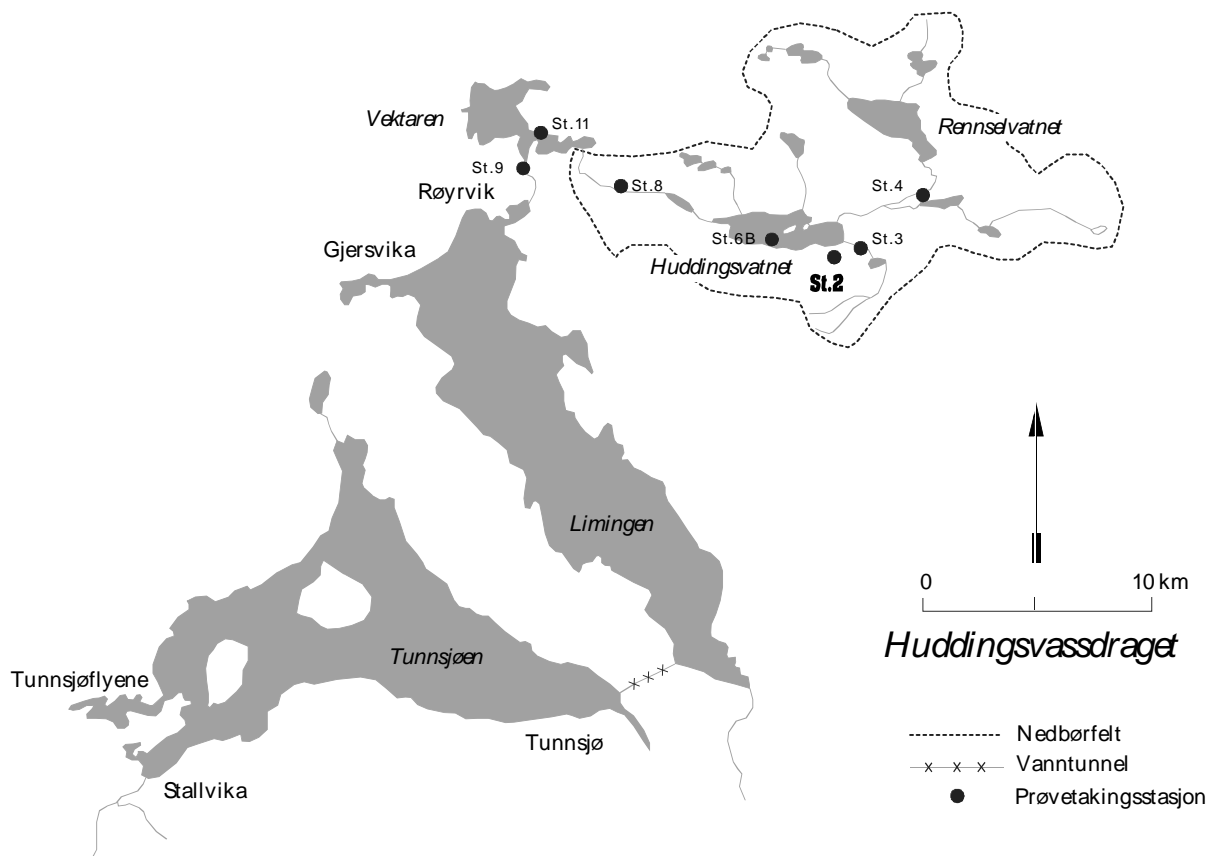 Vektaren
St.11
Rennselvatnet
St.9
Røyrvik
St.8
St.4
Gjersvika
St.6B
St.3
Huddingsvatnet
St.2
Limingen
0 10 km
Huddingsvassdraget
Tunnsjøen
Tunnsjøflyene
Tunnsjø
Stallvika
Nedbørfelt
Vanntunnel
Prøvetakingsstasjon